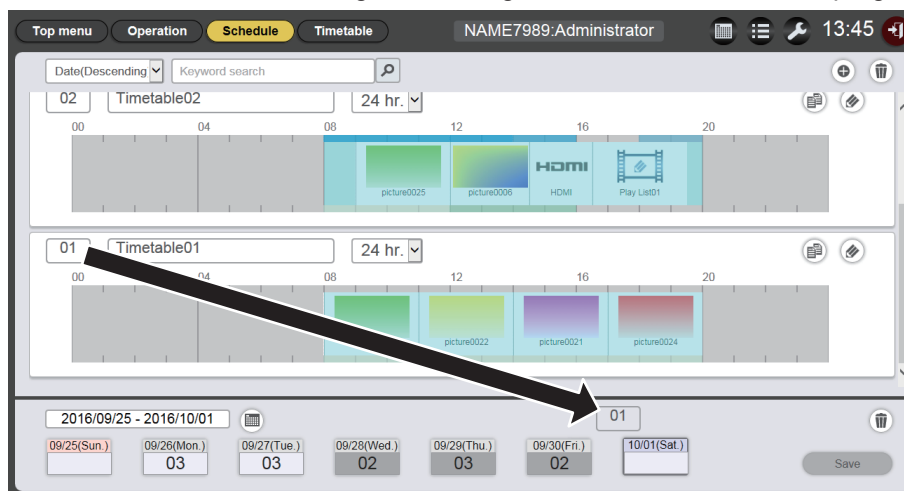 Top menu Operation Schedule Timetable NAME7989:Administrator 13:45
Date(Descending Keyword search
02 Timetable02 24 hr.
00 04 08 12 16 20
picture0025 picture0006 HDMI HDMI Play List01
01 Timetable01 24 hr.
00 04 08 12 16 20
picture0022 picture0021 picture0024
2016/09/25 - 2016/10/01 01
09/25(Sun.) 09/26(Mon.) 09/27(Tue.) 09/28(Wed.) 09/29(Thu.) 09/30(Fri.) 10/01(Sat.)
03 03 02 03 02 Save